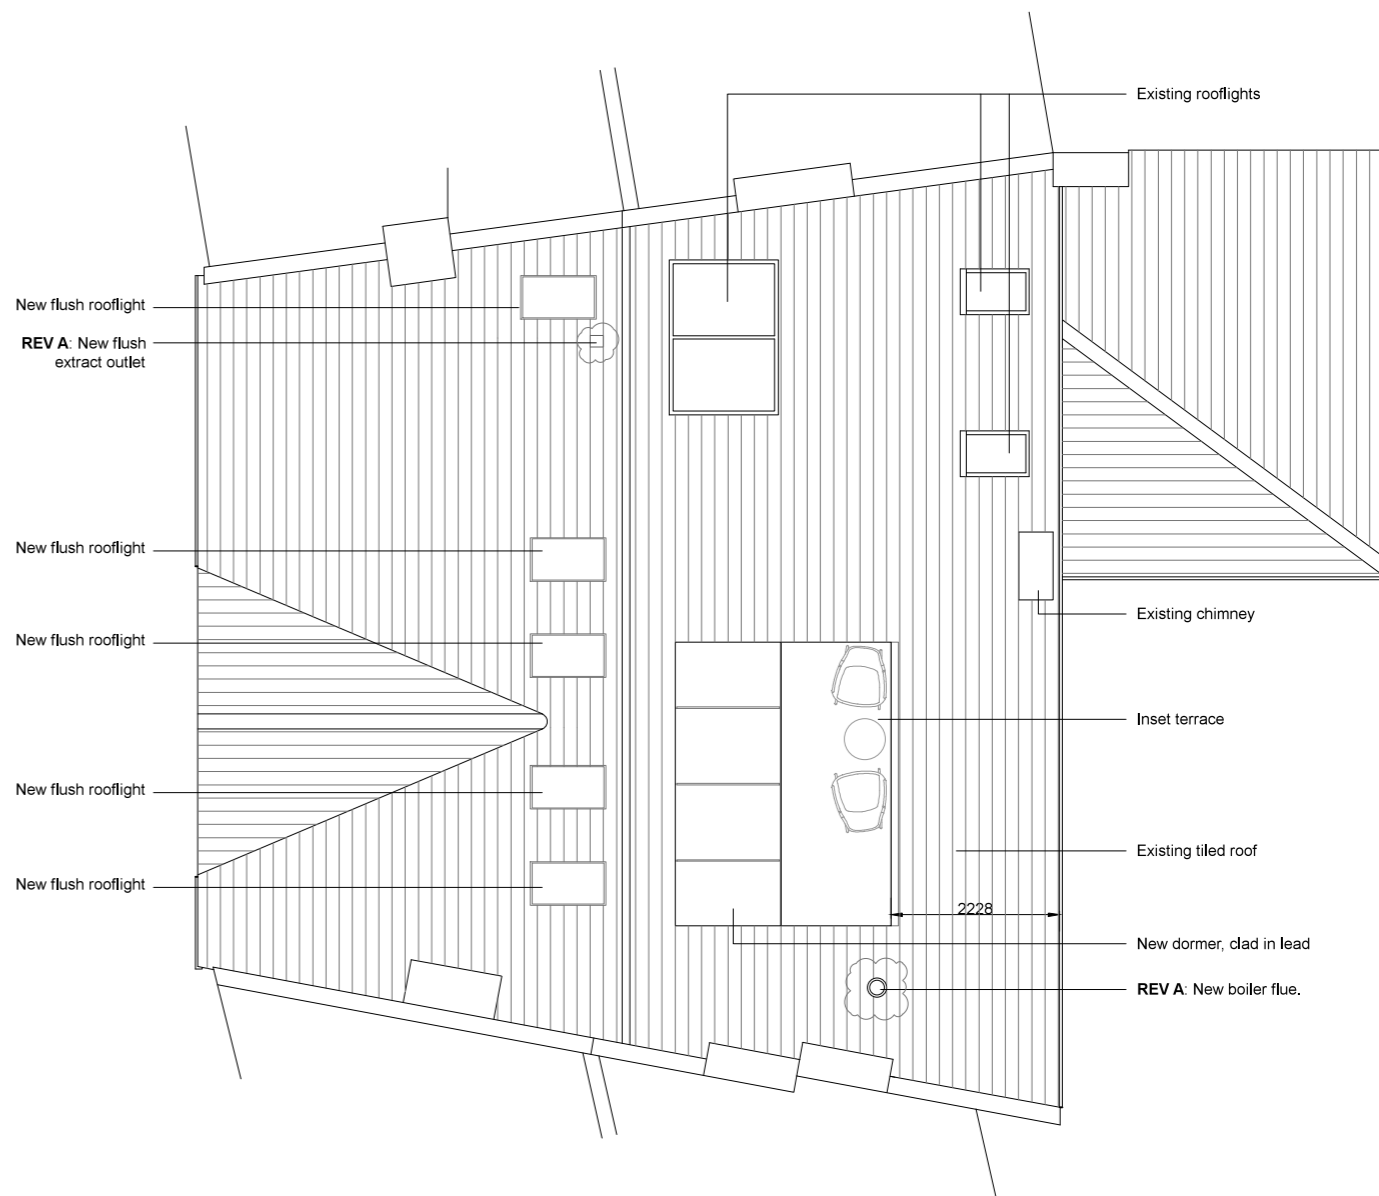 Existing rooflights
New flush rooflight
REV A: New flush
extract outlet
New flush rooflight
Existing chimney
New flush rooflight
Inset terrace
New flush rooflight
Existing tiled roof
New flush rooflight
2228
New dormer, clad in lead
REV A: New boiler flue.